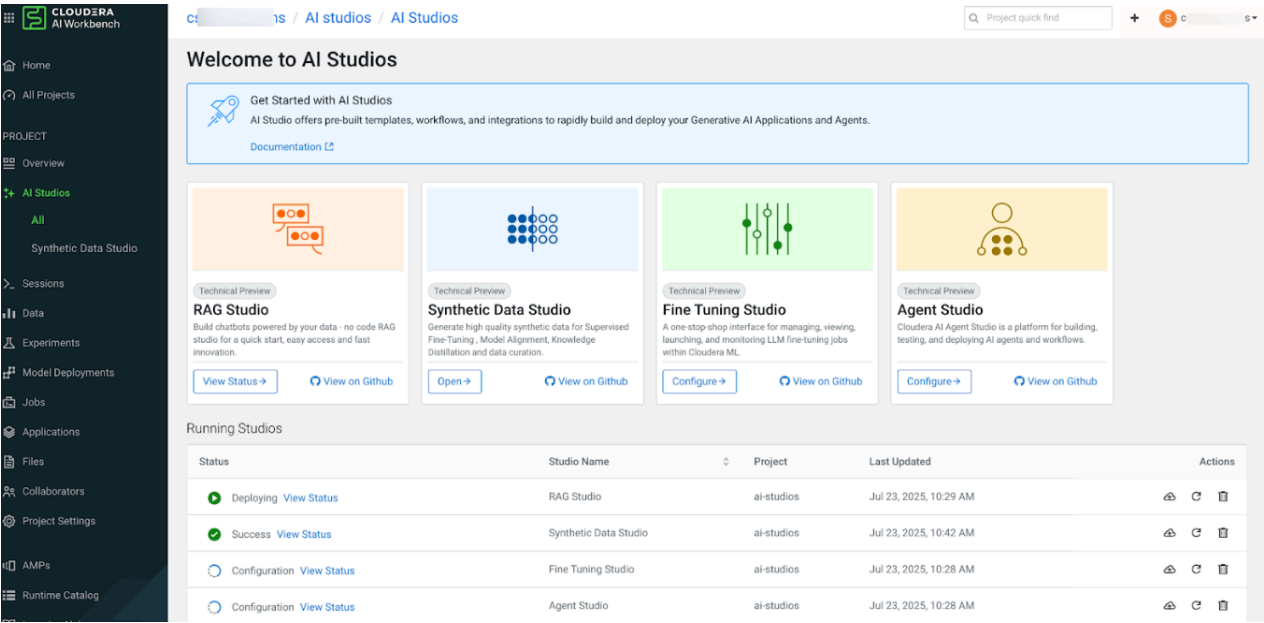 CLOUDERA
AI Workbench
/ AI studios / AI Studios
Project quick find
+
S
Home
All Projects
PROJECT
Overview
AI Studios
All
Synthetic Data Studio
Sessions
Data
Experiments
Model Deployments
Jobs
Applications
Files
Collaborators
Project Settings
AMPs
Runtime Catalog
Welcome to AI Studios
Get Started with AI Studios
AI Studio offers pre-built templates, workflows, and integrations to rapidly build and deploy your Generative AI Applications and Agents.
Documentation
Technical Preview
RAG Studio
Build chatbots powered by your data - no code RAG
studio for a quick start, easy access and fast
innovation.
View Status→ View on Github
Technical Preview
Synthetic Data Studio
Generate high quality synthetic data for Supervised
Fine-Tuning , Model Alignment, Knowledge
Distillation and data curation.
Open→ View on Github
Technical Preview
Fine Tuning Studio
A one-stop-shop interface for managing, viewing,
launching, and monitoring LLM fine-tuning jobs
within Cloudera ML.
Configure→ View on Github
Technical Preview
Agent Studio
Cloudera AI Agent Studio is a platform for building,
testing, and deploying AI agents and workflows.
Configure→ View on Github
Running Studios
Status Studio Name Project Last Updated Actions
Deploying View Status RAG Studio ai-studios Jul 23, 2025, 10:29 AM
Success View Status Synthetic Data Studio ai-studios Jul 23, 2025, 10:42 AM
Configuration View Status Fine Tuning Studio ai-studios Jul 23, 2025, 10:28 AM
Configuration View Status Agent Studio ai-studios Jul 23, 2025, 10:28 AM